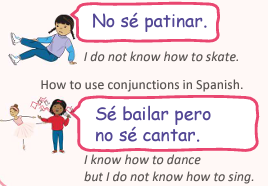 No sé patinar.
I do not know how to skate.
How to use conjunctions in Spanish.
Sé bailar pero
no sé cantar.
I know how to dance
but I do not know how to sing.